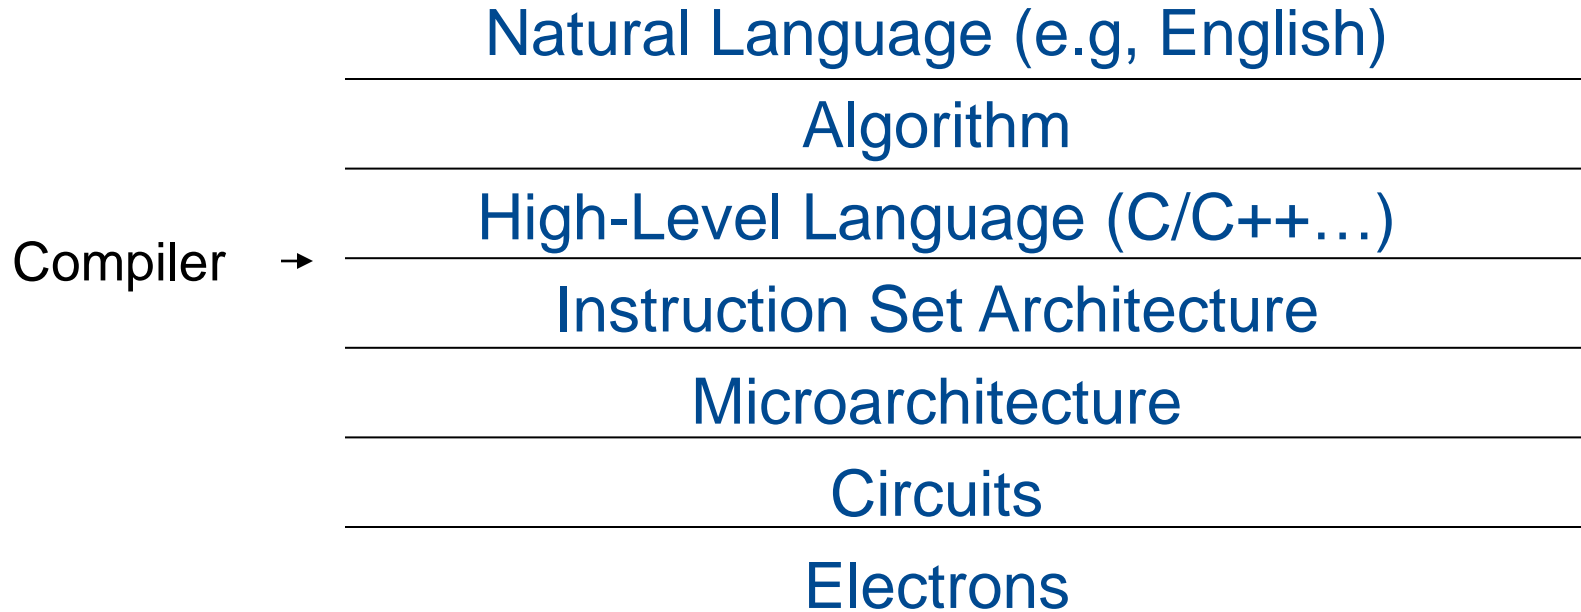 Natural Language (e.g, English)
Algorithm
High-Level Language (C/C++…)
Compiler
Instruction Set Architecture
Microarchitecture
Circuits
Electrons